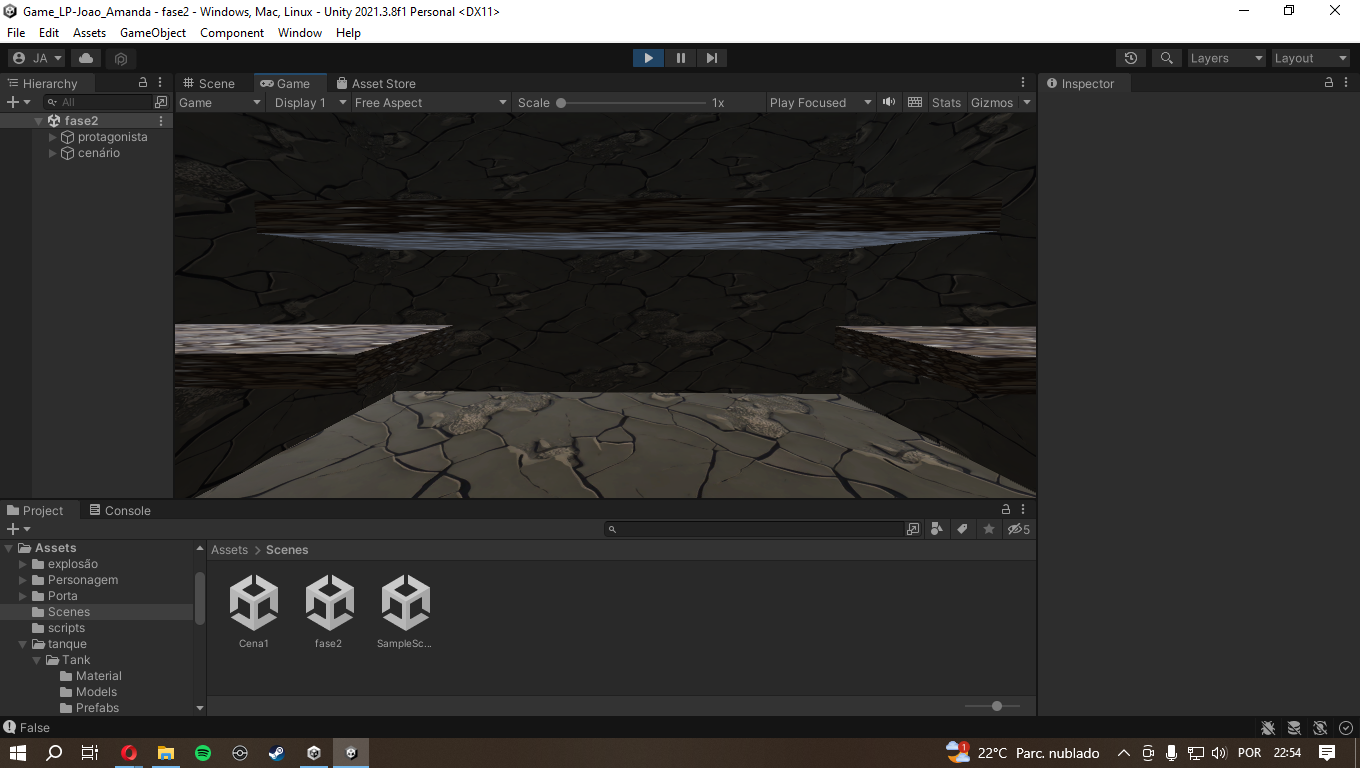 Game_LP-Joao_Amanda - fase2 - Windows, Mac, Linux - Unity 2021.3.8f1 Personal <DX11>
File Edit Assets GameObject Component Window Help
JA Layers Layout
Hierarchy Scene Game Asset Store Inspector
All Game Display 1 Free Aspect Scale 1x Play Focused Stats Gizmos
fase2
protagonista
cenário
Project Console
5
Assets
explosão
Personagem
Porta
Scenes
scripts
tanque
Tank
Material
Models
Prefabs
Assets > Scenes
Cena1 fase2 SampleSc...
False
1 22°C Parc. nublado POR 22:54